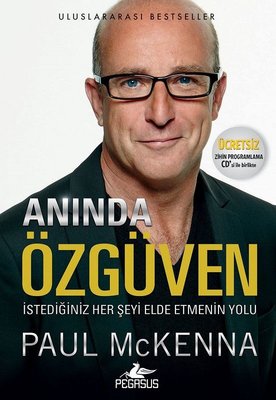 ULUSLARARASI BESTSELLER
ÜCRETSİZ
ZİHİN PROGRAMLAMA
CD'si ile birlikte
ANINDA
ÖZGÜVEN
İSTEDİĞİNİZ HER ŞEYİ ELDE ETMENİN YOLU
PAUL McKENNA
PEGASUS